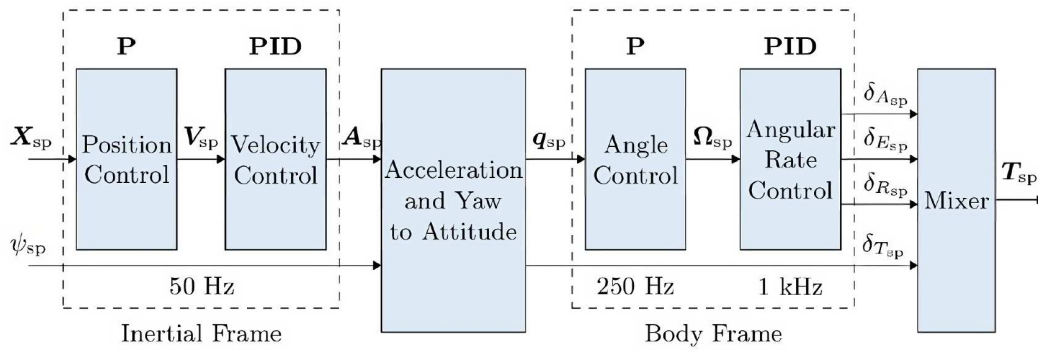 P
PID
P
PID
X_sp
Position
Control
V_sp
Velocity
Control
A_sp
Acceleration
and Yaw
to Attitude
q_sp
Angle
Control
Ω_sp
Angular
Rate
Control
δ_A_sp
δ_E_sp
δ_R_sp
δ_T_sp
Mixer
T_sp
ψ_sp
50 Hz
250 Hz
1 kHz
Inertial Frame
Body Frame